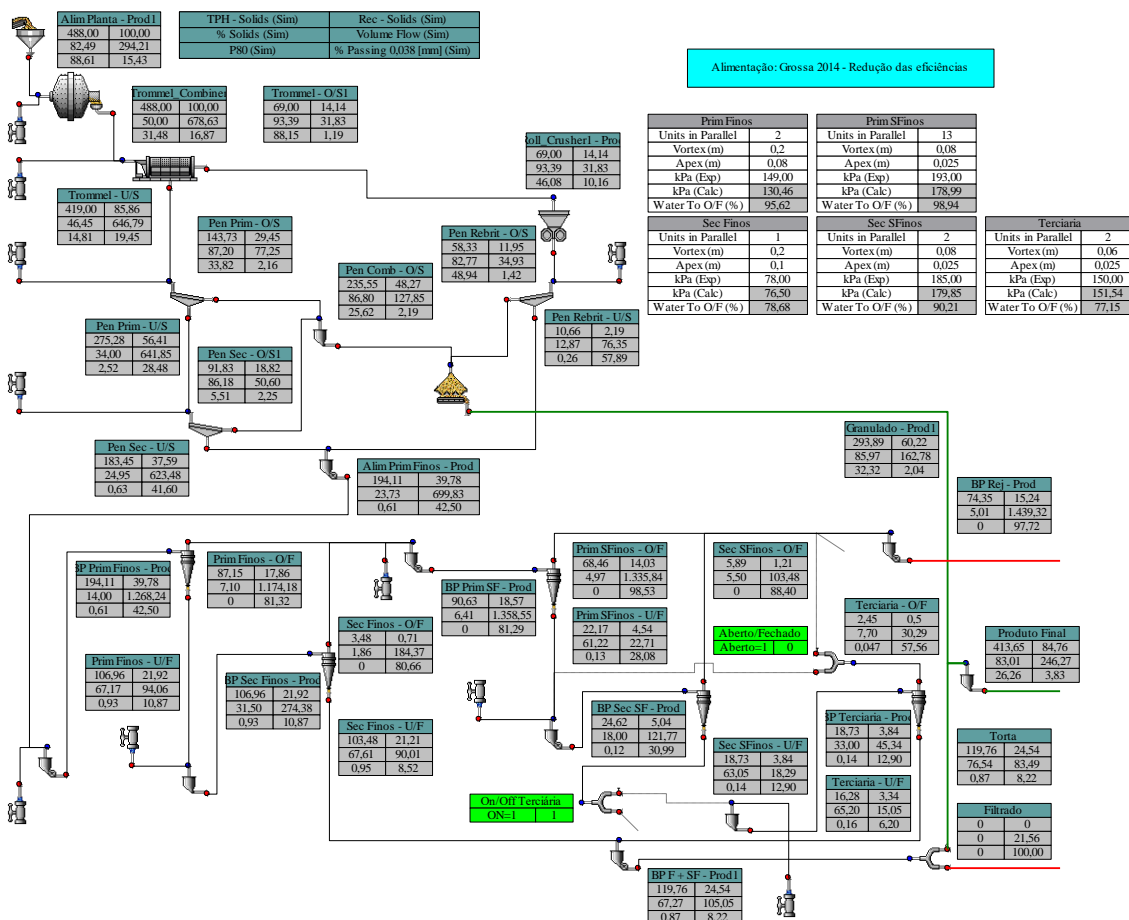 Alim Planta - Prod1
488,00 100,00
82,49 294,21
88,61 15,43
TPH - Solids (Sim) Rec - Solids (Sim)
% Solids (Sim) Volume Flow (Sim)
P80 (Sim) % Passing 0,038 [mm] (Sim)
Alimentação: Grossa 2014 - Redução das eficiências
Trommel_Combiner
488,00 100,00
50,00 678,63
31,48 16,87
Trommel - O/S1
69,00 14,14
93,39 31,83
88,15 1,19
Roll_Crusher1 - Prod
69,00 14,14
93,39 31,83
46,08 10,16
Prim Finos
Units in Parallel 2
Vortex (m) 0,2
Apex (m) 0,08
kPa (Exp) 149,00
kPa (Calc) 130,46
Water To O/F (%) 95,62
Prim SFinos
Units in Parallel 13
Vortex (m) 0,08
Apex (m) 0,025
kPa (Exp) 193,00
kPa (Calc) 178,99
Water To O/F (%) 98,94
Sec Finos
Units in Parallel 1
Vortex (m) 0,2
Apex (m) 0,1
kPa (Exp) 78,00
kPa (Calc) 76,50
Water To O/F (%) 78,68
Sec SFinos
Units in Parallel 2
Vortex (m) 0,08
Apex (m) 0,025
kPa (Exp) 185,00
kPa (Calc) 179,85
Water To O/F (%) 90,21
Terciaria
Units in Parallel 2
Vortex (m) 0,06
Apex (m) 0,025
kPa (Exp) 150,00
kPa (Calc) 151,54
Water To O/F (%) 77,15
Trommel - U/S
419,00 85,86
46,45 646,79
14,81 19,45
Pen Prim - O/S
143,73 29,45
87,20 77,25
33,82 2,16
Pen Rebrit - O/S
58,33 11,95
82,77 34,93
48,94 1,42
Pen Comb - O/S
235,55 48,27
86,80 127,85
25,62 2,19
Pen Rebrit - U/S
10,66 2,19
12,87 76,35
0,26 57,89
Pen Prim - U/S
275,28 56,41
34,00 641,85
2,52 28,48
Pen Sec - O/S1
91,83 18,82
86,18 50,60
5,51 2,25
Pen Sec - U/S
183,45 37,59
24,95 623,48
0,63 41,60
Alim Prim Finos - Prod
194,11 39,78
23,73 699,83
0,61 42,50
Granulado - Prod1
293,89 60,22
85,97 162,78
32,32 2,04
BP Rej - Prod
74,35 15,24
5,01 1.439,32
0 97,72
BP Prim Finos - Prod
194,11 39,78
14,00 1.268,24
0,61 42,50
Prim Finos - O/F
87,15 17,86
7,10 1.174,18
0 81,32
BP Prim SF - Prod
90,63 18,57
6,41 1.358,55
0 81,29
Prim SFinos - O/F
68,46 14,03
4,97 1.335,84
0 98,53
Sec SFinos - O/F
5,89 1,21
5,50 103,48
0 88,40
Prim SFinos - U/F
22,17 4,54
61,22 22,71
0,13 28,08
Terciaria - O/F
2,45 0,5
7,70 30,29
0,047 57,56
Aberto/Fechado
Aberto=1 0
Produto Final
413,65 84,76
83,01 246,27
26,26 3,83
Sec Finos - O/F
3,48 0,71
1,86 184,37
0 80,66
Prim Finos - U/F
106,96 21,92
67,17 94,06
0,93 10,87
BP Sec Finos - Prod
106,96 21,92
31,50 274,38
0,93 10,87
Sec Finos - U/F
103,48 21,21
67,61 90,01
0,95 8,52
BP Sec SF - Prod
24,62 5,04
18,00 121,77
0,12 30,99
Sec SFinos - U/F
18,73 3,84
63,05 18,29
0,14 12,90
BP Terciaria - Prod
18,73 3,84
33,00 45,34
0,14 12,90
Terciaria - U/F
16,28 3,34
65,20 15,05
0,16 6,20
Torta
119,76 24,54
76,54 83,49
0,87 8,22
Filtrado
0 0
0 21,56
0 100,00
On/Off Terciária
ON=1 1
BP F + SF - Prod1
119,76 24,54
67,27 105,05
0,87 8,22